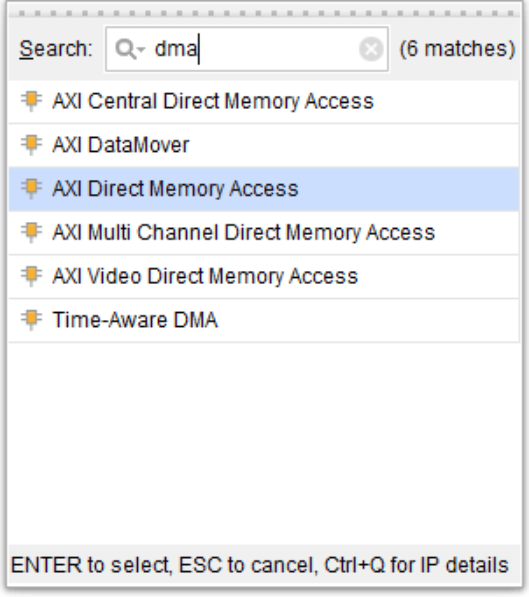 Search: dma (6 matches)
AXI Central Direct Memory Access
AXI DataMover
AXI Direct Memory Access
AXI Multi Channel Direct Memory Access
AXI Video Direct Memory Access
Time-Aware DMA
ENTER to select, ESC to cancel, Ctrl+Q for IP details